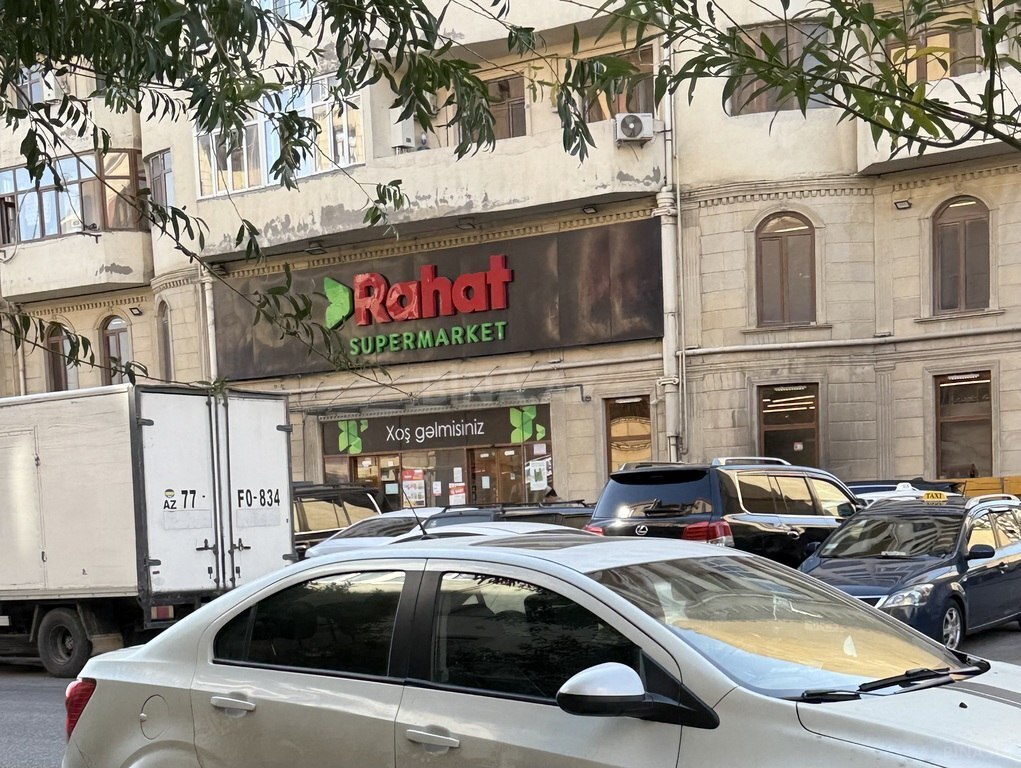 Rahat
SUPERMARKET
Xoş gəlmisiniz
AZ 77 - FO-834
TAXI